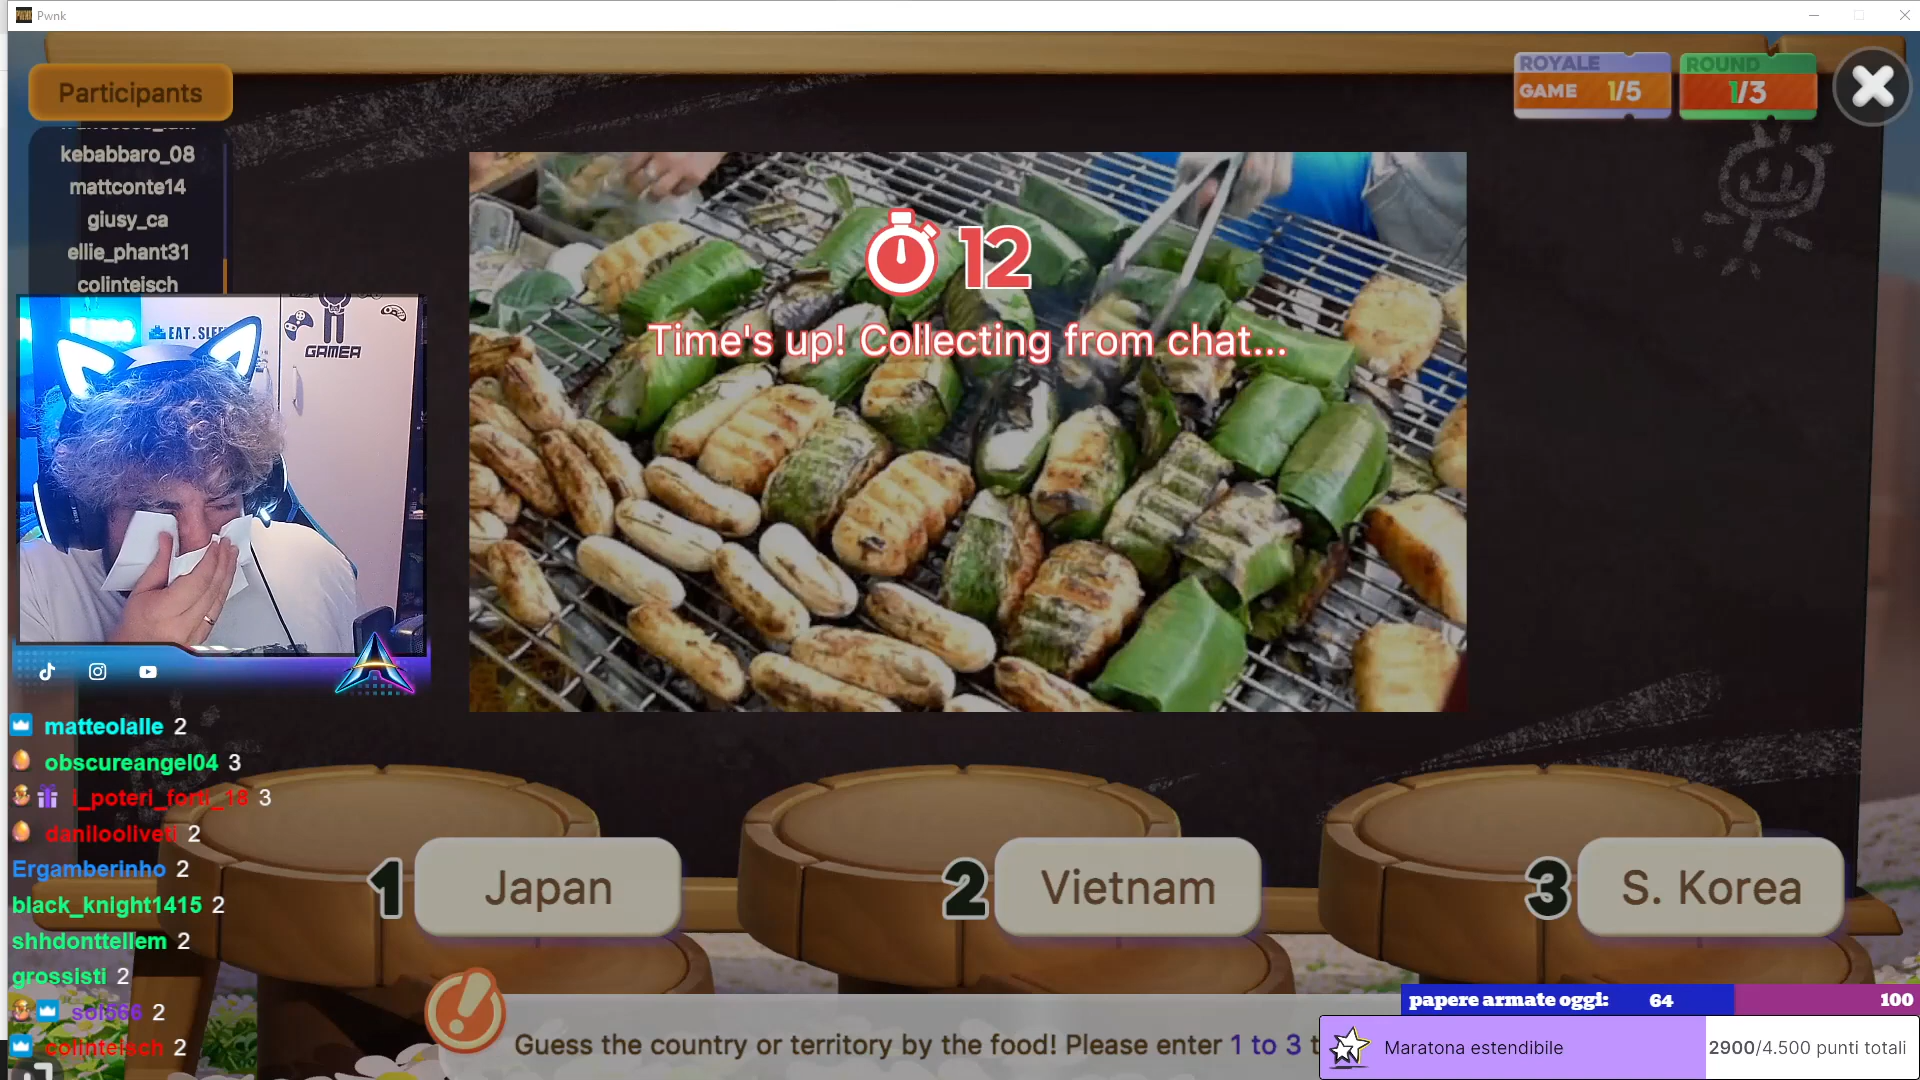 Pwnk
Participants
ROYALE
GAME 1/5
ROUND
1/3
kebabbaro_08
mattconte14
giusy_ca
ellie_phant31
colinteisch
12
Time's up! Collecting from chat...
GAMER
matteolalle 2
obscureangel04 3
i_poteri_forti_18 3
danilooliveti 2
Ergamberinho 2
black_knight1415 2
shhdonttellem 2
grossisti 2
sol566 2
colinteisch 2
1 Japan
2 Vietnam
3 S. Korea
papere armate oggi: 64 100
Guess the country or territory by the food! Please enter 1 to 3 t
Maratona estendibile 2900/4.500 punti totali